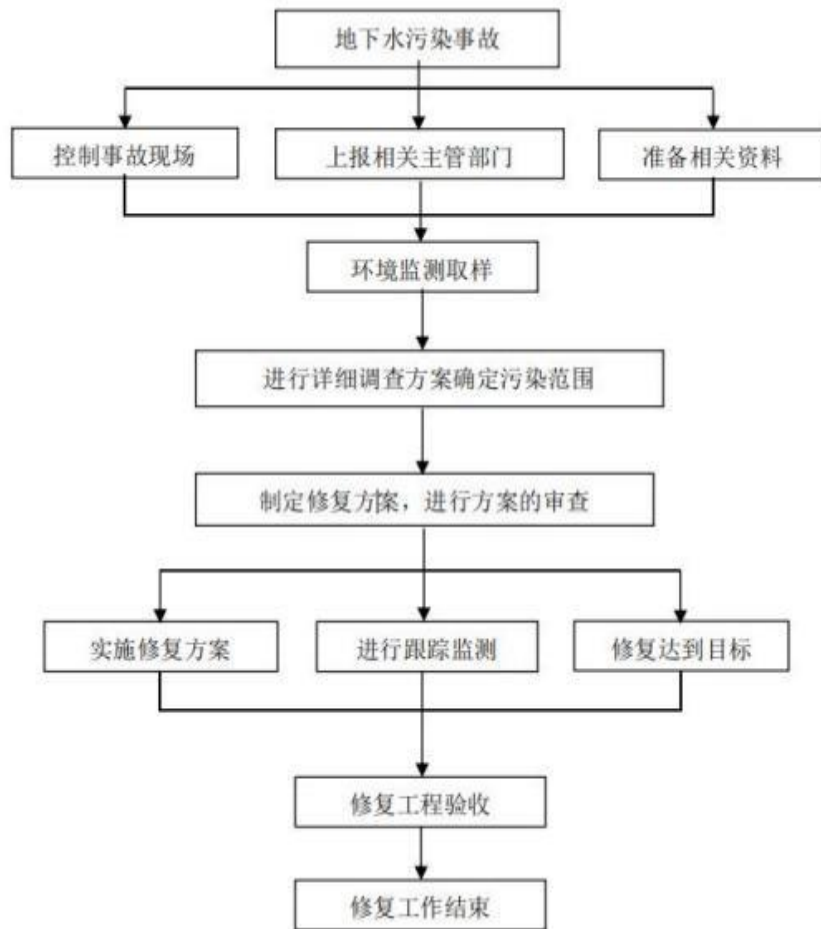 地下水污染事故
控制事故现场
上报相关主管部门
准备相关资料
环境监测取样
进行详细调查方案确定污染范围
制定修复方案，进行方案的审查
实施修复方案
进行跟踪监测
修复达到目标
修复工程验收
修复工作结束